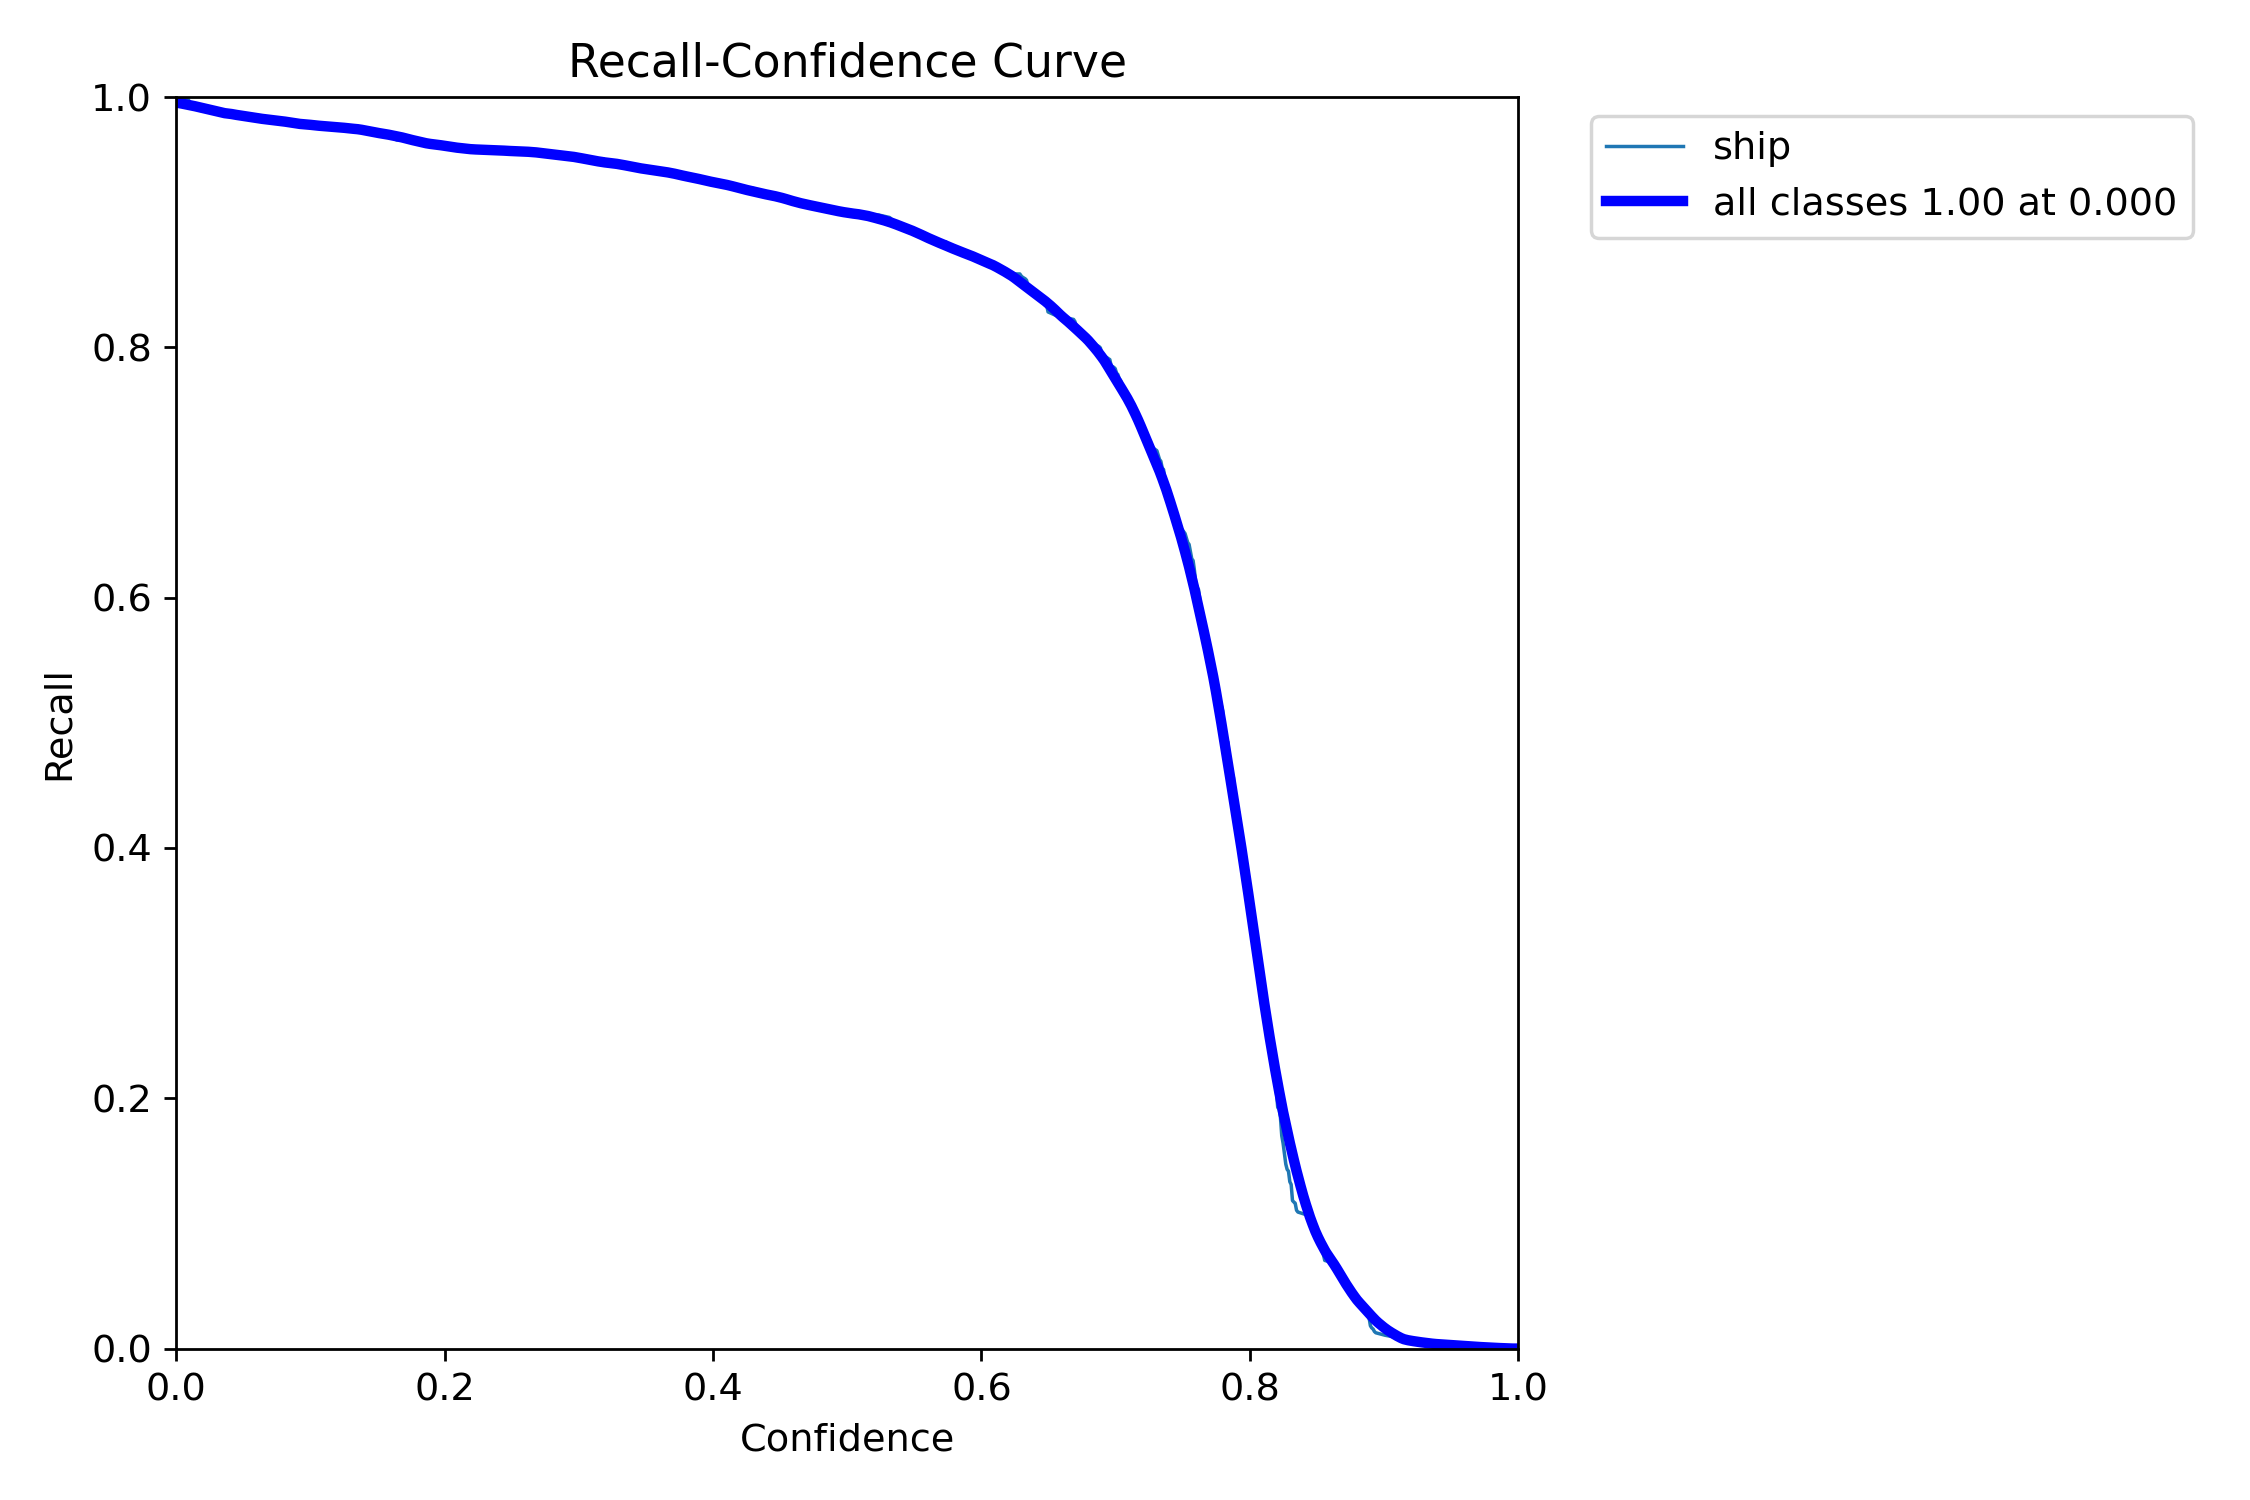 Recall-Confidence Curve
1.0
0.8
0.6
0.4
0.2
0.0
Recall
0.0 0.2 0.4 0.6 0.8 1.0
Confidence
ship
all classes 1.00 at 0.000